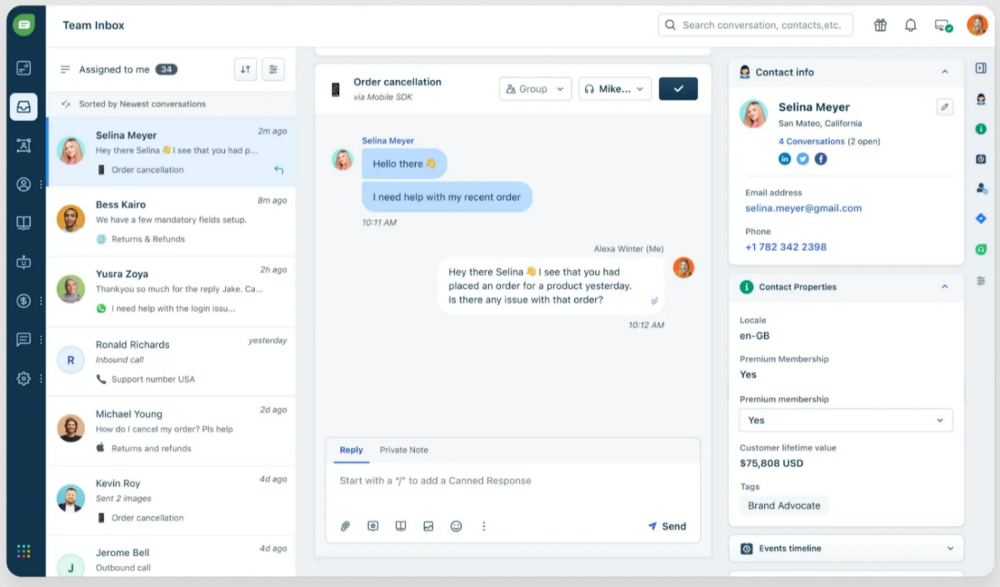 Team Inbox
Search conversation, contacts,etc.
Assigned to me 34
Sorted by Newest conversations
Selina Meyer
2m ago
Hey there Selina 👋 I see that you had p...
Order cancellation
Bess Kairo
8m ago
We have a few mandatory fields setup.
Returns & Refunds
Yusra Zoya
2h ago
Thankyou so much for the reply Jake. Ca...
I need help with the login issu...
R
Ronald Richards
yesterday
Inbound call
Support number USA
Michael Young
2d ago
How do I cancel my order? Pls help
Returns and refunds
Kevin Roy
4d ago
Sent 2 images
Order cancellation
J
Jerome Bell
4d ago
Outbound call
Order cancellation
via Mobile SDK
Group
Mike...
Selina Meyer
Hello there 👋
I need help with my recent order
10:11 AM
Alexa Winter (Me)
Hey there Selina 👋 I see that you had
placed an order for a product yesterday.
Is there any issue with that order?
10:12 AM
Reply
Private Note
Start with a “/” to add a Canned Response
Send
Contact info
Selina Meyer
San Mateo, California
4 Conversations (2 open)
Email address
selina.meyer@gmail.com
Phone
+1 782 342 2398
Contact Properties
Locale
en-GB
Premium Membership
Yes
Premium membership
Yes
Customer lifetime value
$75,808 USD
Tags
Brand Advocate
Events timeline